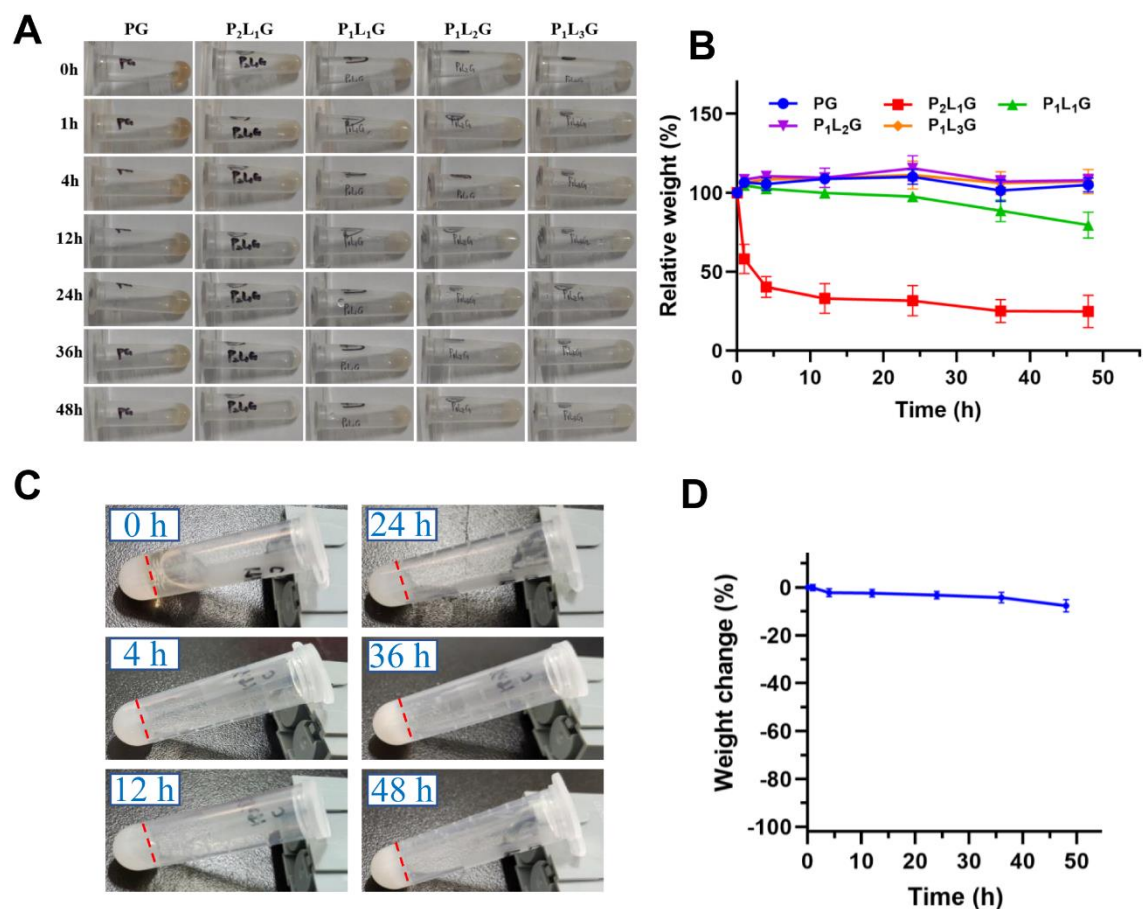 A
PG P₂L₁G P₁L₁G P₁L₂G P₁L₃G
0h
1h
4h
12h
24h
36h
48h
PG P₂L₁G
B
PG P₂L₁G P₁L₁G
P₁L₂G P₁L₃G
Relative weight (%)
150
100
50
0
0 10 20 30 40 50
Time (h)
C
0 h 24 h
4 h 36 h
12 h 48 h
D
Weight change (%)
0
-20
-40
-60
-80
-100
0 10 20 30 40 50
Time (h)